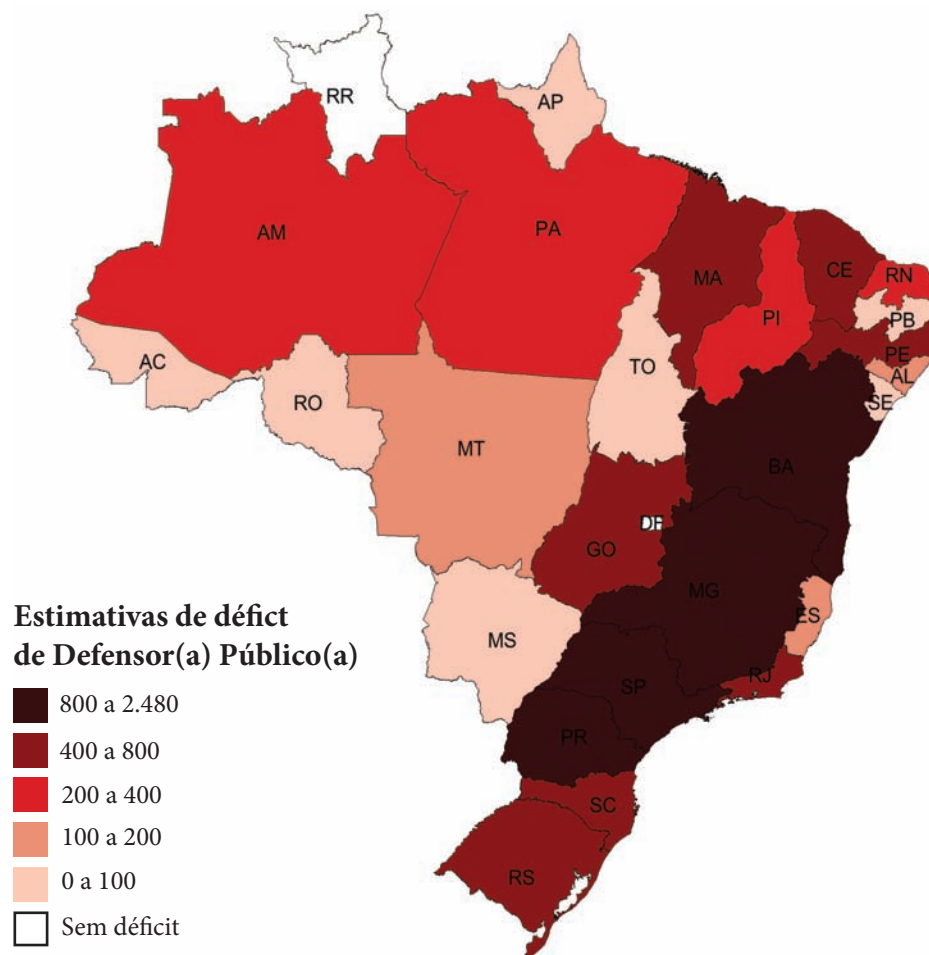 RR
AP
AM
PA
MA
CE
RN
PI
PB
PE
AC
TO
AL
RO
SE
MT
BA
DF
GO
MG
ES
MS
RJ
SP
PR
SC
RS
Estimativas de défict
de Defensor(a) Público(a)
800 a 2.480
400 a 800
200 a 400
100 a 200
0 a 100
Sem déficit